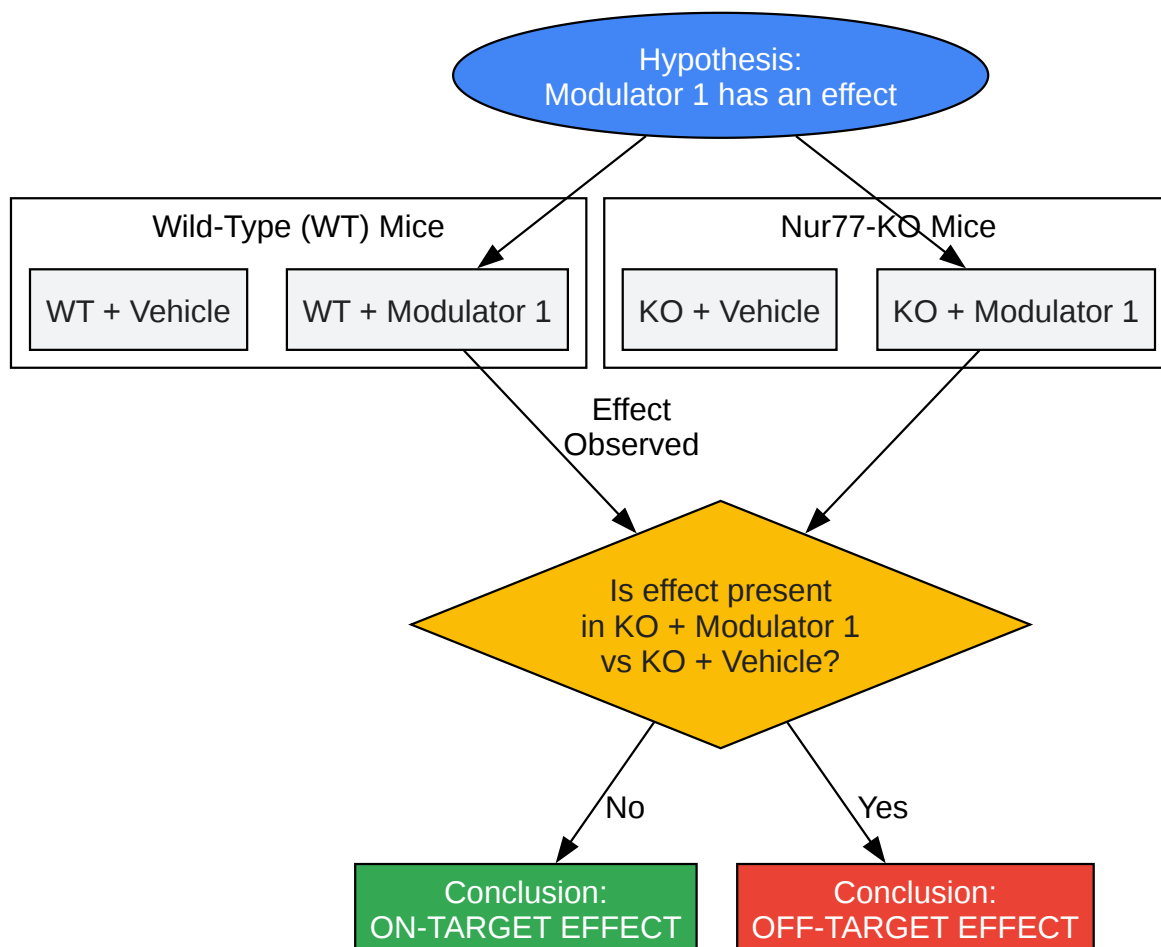 Hypothesis:
Modulator 1 has an effect
Wild-Type (WT) Mice
Nur77-KO Mice
WT + Vehicle
WT + Modulator 1
KO + Vehicle
KO + Modulator 1
Effect
Observed
Is effect present
in KO + Modulator 1
vs KO + Vehicle?
No
Yes
Conclusion:
ON-TARGET EFFECT
Conclusion:
OFF-TARGET EFFECT